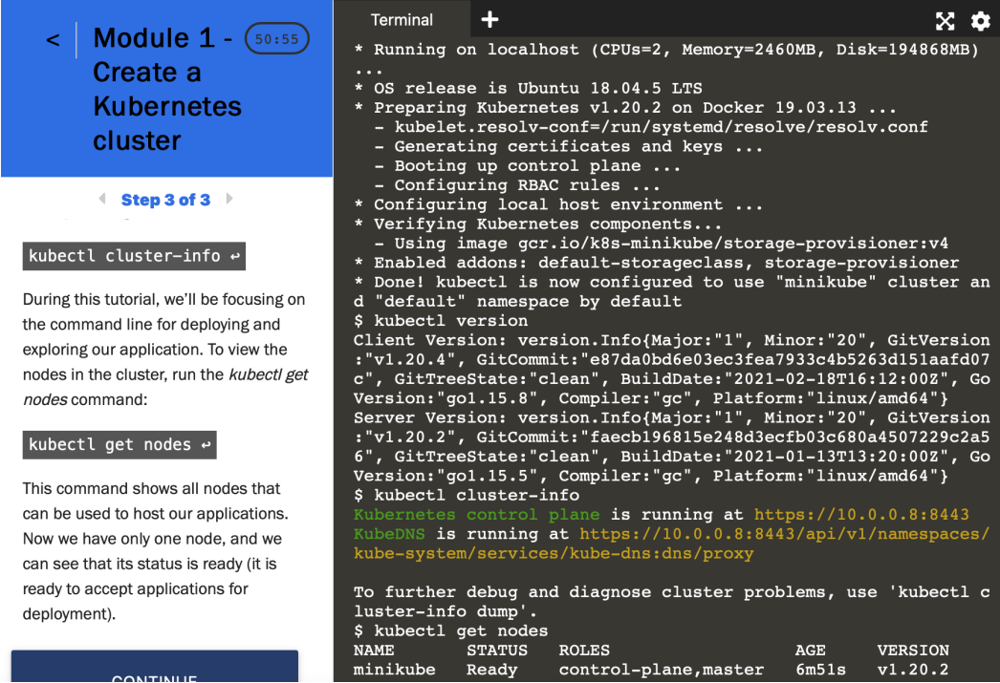 <
Module 1 -
50:55
Create a
Kubernetes
cluster
Step 3 of 3
kubectl cluster-info ↩
During this tutorial, we’ll be focusing on
the command line for deploying and
exploring our application. To view the
nodes in the cluster, run the kubectl get
nodes command:
kubectl get nodes ↩
This command shows all nodes that
can be used to host our applications.
Now we have only one node, and we
can see that its status is ready (it is
ready to accept applications for
deployment).
CONTINUE
Terminal
* Running on localhost (CPUs=2, Memory=2460MB, Disk=194868MB)
...
* OS release is Ubuntu 18.04.5 LTS
* Preparing Kubernetes v1.20.2 on Docker 19.03.13 ...
- kubelet.resolv-conf=/run/systemd/resolve/resolv.conf
- Generating certificates and keys ...
- Booting up control plane ...
- Configuring RBAC rules ...
* Configuring local host environment ...
* Verifying Kubernetes components...
- Using image gcr.io/k8s-minikube/storage-provisioner:v4
* Enabled addons: default-storageclass, storage-provisioner
* Done! kubectl is now configured to use "minikube" cluster an
d "default" namespace by default
$ kubectl version
Client Version: version.Info{Major:"1", Minor:"20", GitVersion
:"v1.20.4", GitCommit:"e87da0bd6e03ec3fea7933c4b5263d151aafd07
c", GitTreeState:"clean", BuildDate:"2021-02-18T16:12:00Z", Go
Version:"go1.15.8", Compiler:"gc", Platform:"linux/amd64"}
Server Version: version.Info{Major:"1", Minor:"20", GitVersion
:"v1.20.2", GitCommit:"faecb196815e248d3ecfb03c680a4507229c2a5
6", GitTreeState:"clean", BuildDate:"2021-01-13T13:20:00Z", Go
Version:"go1.15.5", Compiler:"gc", Platform:"linux/amd64"}
$ kubectl cluster-info
Kubernetes control plane is running at https://10.0.0.8:8443
KubeDNS is running at https://10.0.0.8:8443/api/v1/namespaces/
kube-system/services/kube-dns:dns/proxy
To further debug and diagnose cluster problems, use 'kubectl c
luster-info dump'.
$ kubectl get nodes
NAME STATUS ROLES AGE VERSION
minikube Ready control-plane,master 6m51s v1.20.2